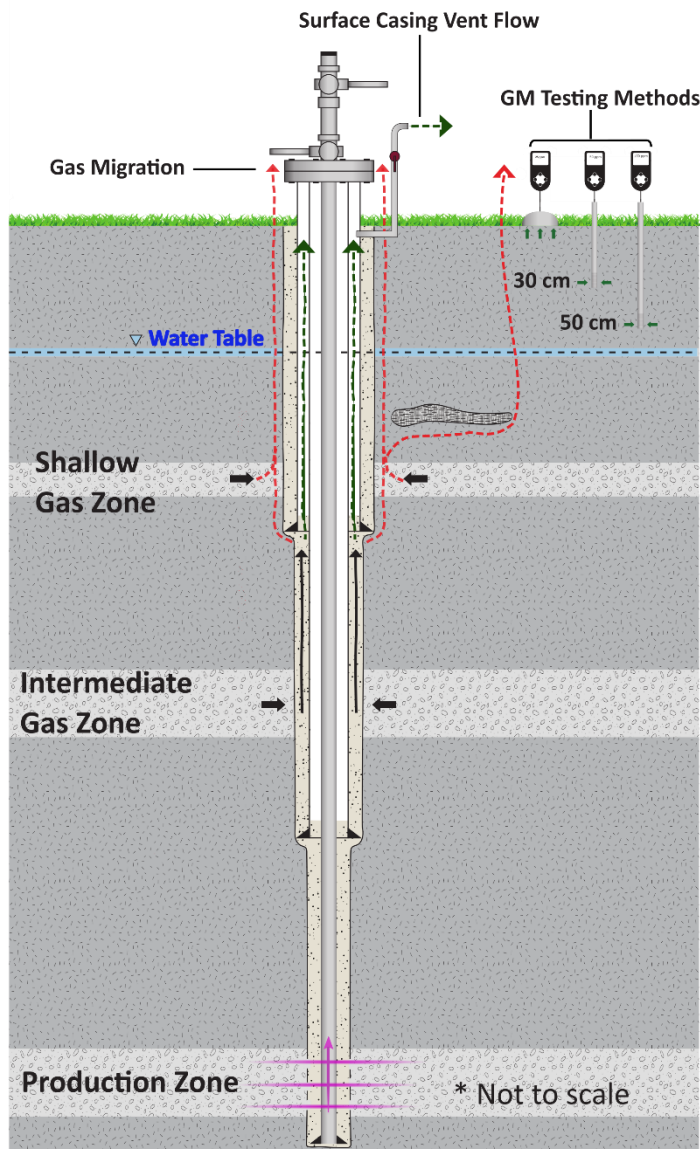 Surface Casing Vent Flow
GM Testing Methods
Gas Migration
30 cm
50 cm
Water Table
Shallow
Gas Zone
Intermediate
Gas Zone
Production Zone
* Not to scale